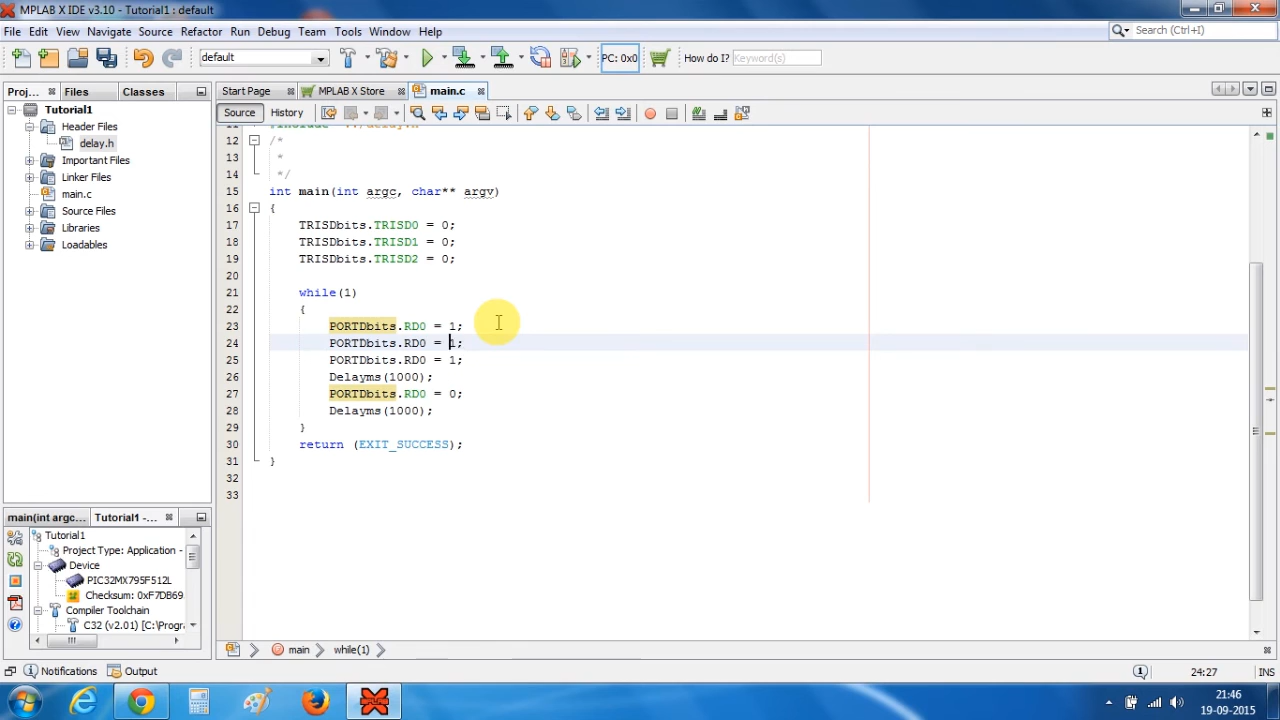 MPLAB X IDE v3.10 - Tutorial1 : default
File Edit View Navigate Source Refactor Run Debug Team Tools Window Help
Search (Ctrl+I)
default
PC: 0x0
How do I?
Keyword(s)
Proj...
Files
Classes
Start Page
MPLAB X Store
main.c
Source
History
Tutorial1
Header Files
delay.h
Important Files
Linker Files
main.c
Source Files
Libraries
Loadables
12 /*
13 *
14 */
15 int main(int argc, char** argv)
16 {
17 TRISDbits.TRISD0 = 0;
18 TRISDbits.TRISD1 = 0;
19 TRISDbits.TRISD2 = 0;
20
21 while(1)
22 {
23 PORTDbits.RD0 = 1;
24 PORTDbits.RD0 = 1;
25 PORTDbits.RD0 = 1;
26 Delayms(1000);
27 PORTDbits.RD0 = 0;
28 Delayms(1000);
29 }
30 return (EXIT_SUCCESS);
31 }
32
33
main(int argc...
Tutorial1 -...
Tutorial1
Project Type: Application -
Device
PIC32MX795F512L
Checksum: 0xF7DB69
Compiler Toolchain
C32 (v2.01) [C:\Progr
main
while(1)
Notifications
Output
24:27
INS
21:46
19-09-2015